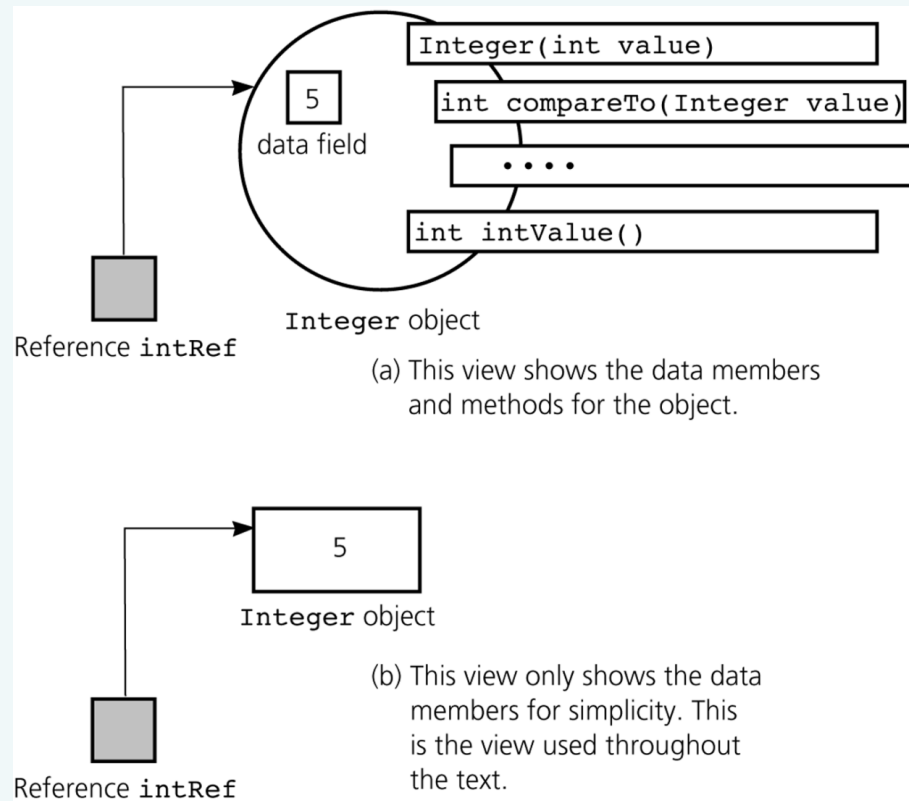 Integer(int value)
5
int compareTo(Integer value)
data field
. . . .
int intValue()
Integer object
Reference intRef
(a) This view shows the data members
and methods for the object.
5
Integer object
(b) This view only shows the data
members for simplicity. This
is the view used throughout
the text.
Reference intRef